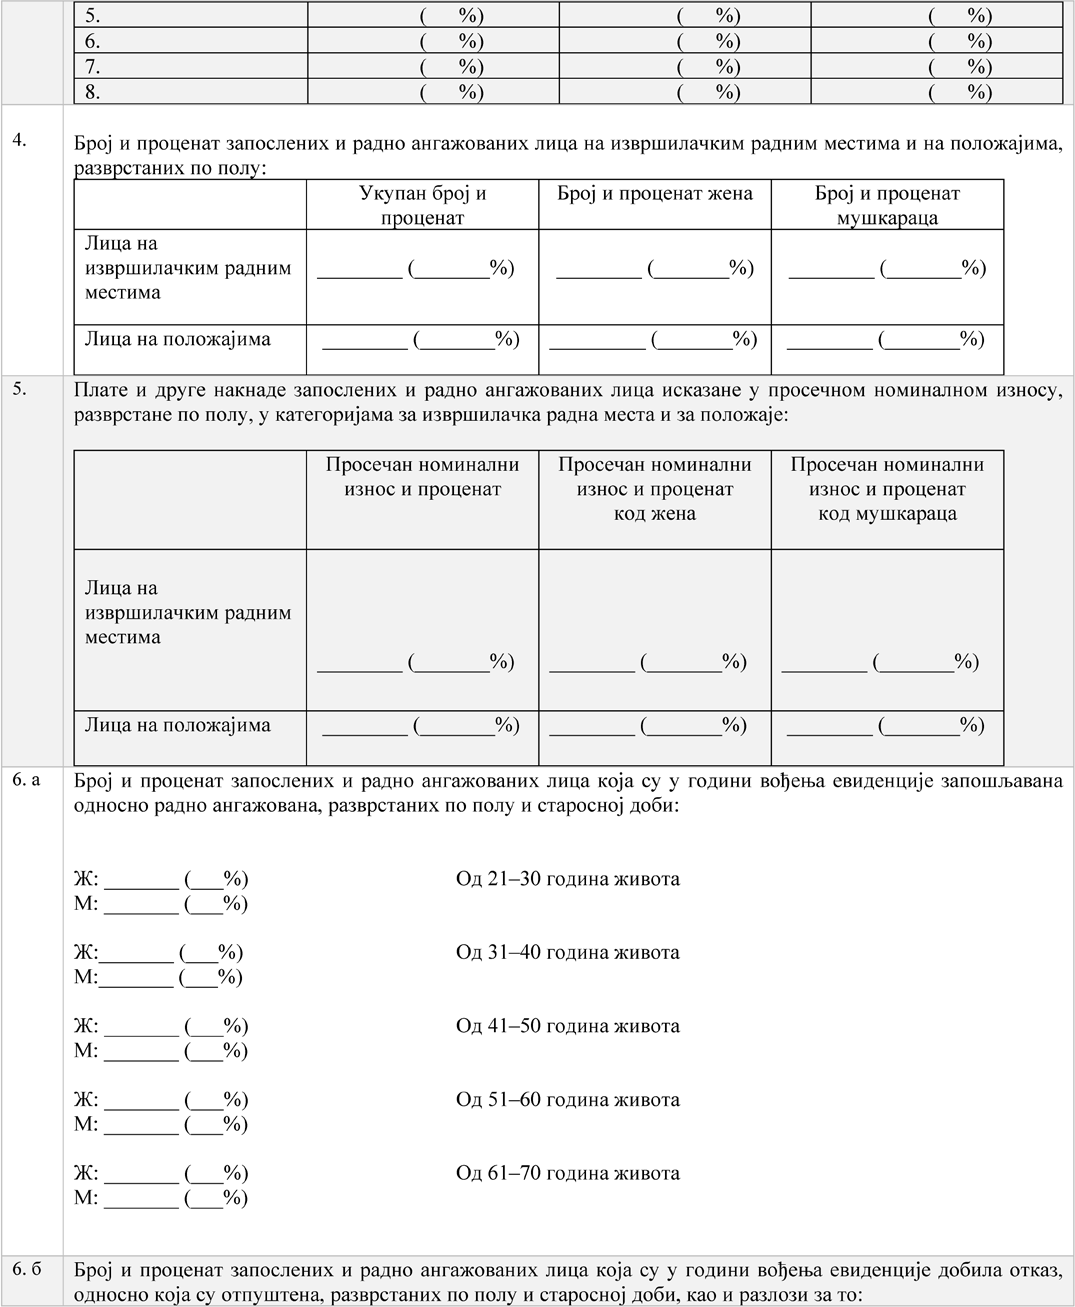 5. ( %) ( %) ( %)
6. ( %) ( %) ( %)
7. ( %) ( %) ( %)
8. ( %) ( %) ( %)
4. Број и проценат запослених и радно ангажованих лица на извршилачким радним местима и на положајима,
разврстаних по полу:
Укупан број и Број и проценат жена Број и проценат
проценат мушкараца
Лица на
извршилачким радним ________ (_______%) ________ (_______%) ________ (_______%)
местима
Лица на положајима ________ (_______%) _________ (_______%) ________ (_______%)
5. Плате и друге накнаде запослених и радно ангажованих лица исказане у просечном номиналном износу,
разврстане по полу, у категоријама за извршилачка радна места и за положаје:
Просечан номинални Просечан номинални Просечан номинални
износ и проценат износ и проценат износ и проценат
код жена код мушкараца
Лица на
извршилачким радним
местима
________ (_______%) ________ (_______%) ________ (_______%)
Лица на положајима ________ (_______%) ________ (_______%) ________ (_______%)
6. а Број и проценат запослених и радно ангажованих лица која су у години вођења евиденције запошљавана
односно радно ангажована, разврстаних по полу и старосној доби:
Ж: _______ (___%) Од 21–30 година живота
М: _______ (___%)
Ж:_______ (___%) Од 31–40 година живота
М:_______ (___%)
Ж: _______ (___%) Од 41–50 година живота
М: _______ (___%)
Ж: _______ (___%) Од 51–60 година живота
М: _______ (___%)
Ж: _______ (___%) Од 61–70 година живота
М: _______ (___%)
6. б Број и проценат запослених и радно ангажованих лица која су у години вођења евиденције добила отказ,
односно која су отпуштена, разврстаних по полу и старосној доби, као и разлози за то: